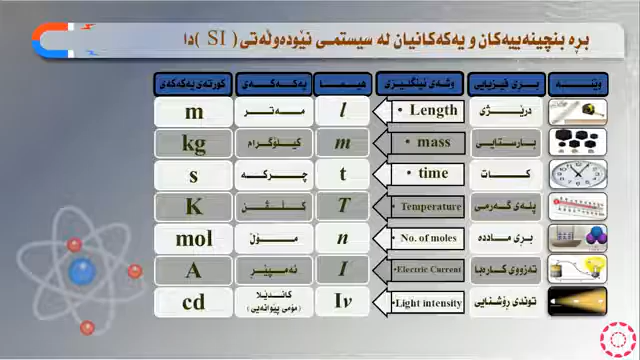 بڕە بنچینەییەکان و یەکەکانیان لە سیستمی نێودەوڵەتی ( SI )دا
وێنە بڕی فیزیایی وشەی ئینگلیزی هێما یەکەکەی کورتەی یەکەکەی
درێژی • Length l مەتر m
بارستایی • mass m کیلۆگرام kg
کات • time t چرکە s
پلەی گەرمی • Temperature T کلڤن K
بڕی ماددە • No. of moles n مۆڵ mol
تەزووی کارەبا •Electric Current I ئەمپێر A
توندی ڕۆشنایی •Light intensity Iv کاندێلا (مۆمی پێوانەیی) cd